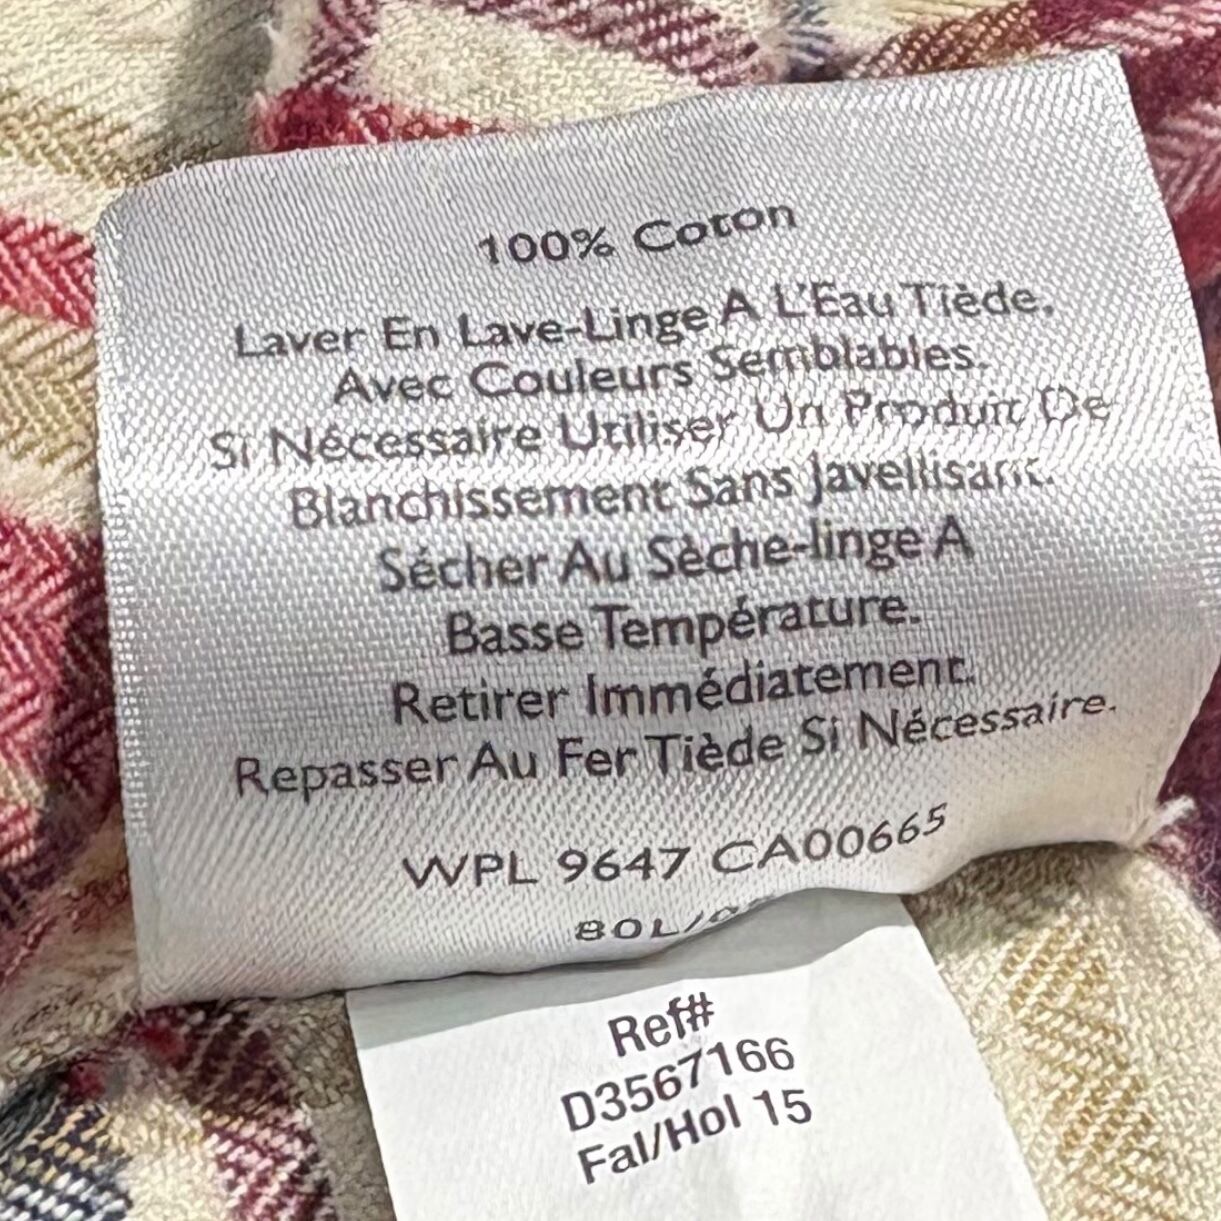 100% Coton
Laver En Lave-Linge A L'Eau Tiède,
Avec Couleurs Semblables.
Si Nécessaire Utiliser Un Produit De
Blanchissement Sans Javellisant.
Sécher Au Sèche-linge A
Basse Température.
Retirer Immédiatement.
Repasser Au Fer Tiède Si Nécessaire.
WPL 9647 CA00665
Ref#
D3567166
Fal/Hol 15